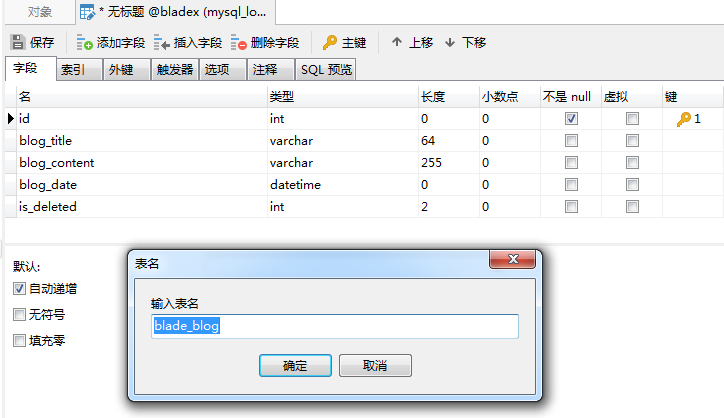 对象 * 无标题 @bladex (mysql_lo...
保存 添加字段 插入字段 删除字段 主键 上移 下移
字段 索引 外键 触发器 选项 注释 SQL 预览
名 类型 长度 小数点 不是 null 虚拟 键
id int 0 0 1
blog_title varchar 64 0
blog_content varchar 255 0
blog_date datetime 0 0
is_deleted int 2 0
默认:
自动递增
无符号
填充零
表名
输入表名
blade_blog
确定 取消